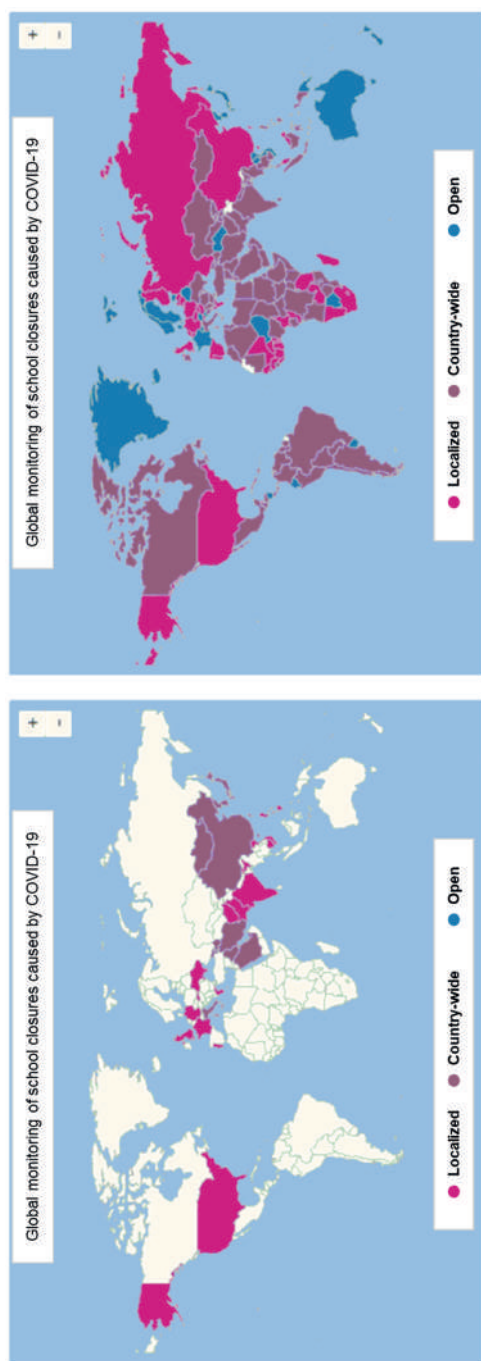 Global monitoring of school closures caused by COVID-19
+
−
Localized Country-wide Open
Global monitoring of school closures caused by COVID-19
+
−
Localized Country-wide Open